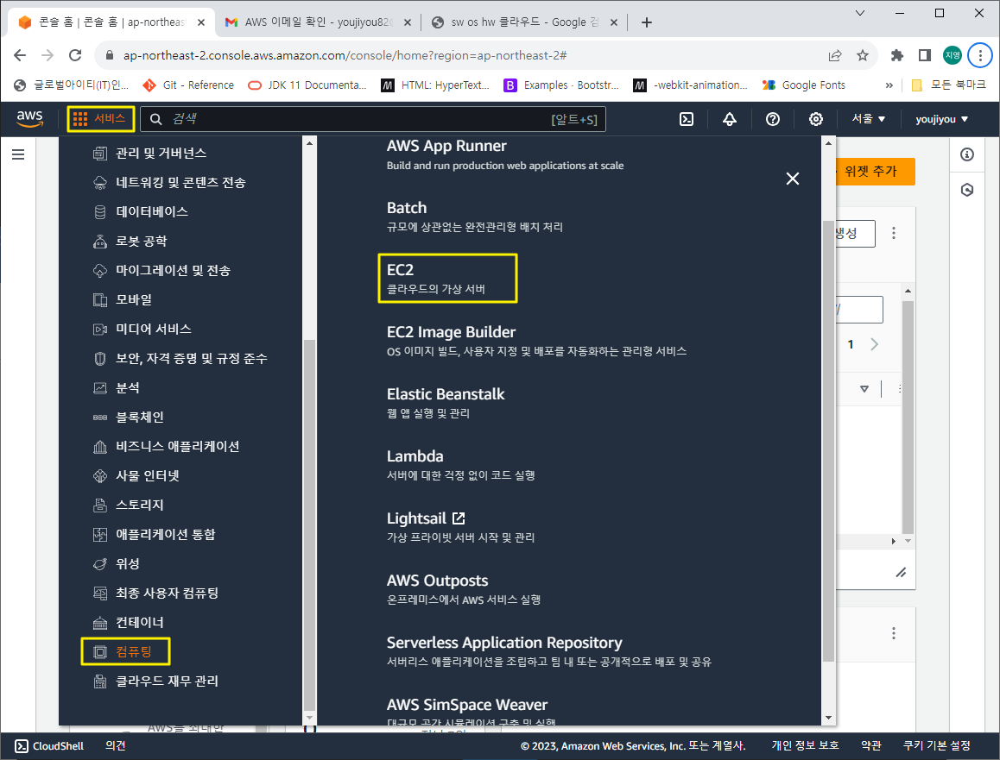 콘솔 홈 | 콘솔 홈 | ap-northeas
AWS 이메일 확인 - youjiyou82
sw os hw 클라우드 - Google 검
ap-northeast-2.console.aws.amazon.com/console/home?region=ap-northeast-2#
지영
글로벌아이티(IT)인...
Git - Reference
JDK 11 Documenta...
HTML: HyperText...
Examples · Bootstr...
-webkit-animation...
Google Fonts
»
모든 북마크
aws
서비스
검색
[알트+S]
서울
youjiyou
관리 및 거버넌스
네트워킹 및 콘텐츠 전송
데이터베이스
로봇 공학
마이그레이션 및 전송
모바일
미디어 서비스
보안, 자격 증명 및 규정 준수
분석
블록체인
비즈니스 애플리케이션
사물 인터넷
스토리지
애플리케이션 통합
위성
최종 사용자 컴퓨팅
컨테이너
컴퓨팅
클라우드 재무 관리
AWS App Runner
Build and run production web applications at scale
Batch
규모에 상관없는 완전관리형 배치 처리
EC2
클라우드의 가상 서버
EC2 Image Builder
OS 이미지 빌드, 사용자 지정 및 배포를 자동화하는 관리형 서비스
Elastic Beanstalk
웹 앱 실행 및 관리
Lambda
서버에 대한 걱정 없이 코드 실행
Lightsail
가상 프라이빗 서버 시작 및 관리
AWS Outposts
온프레미스에서 AWS 서비스 실행
Serverless Application Repository
서버리스 애플리케이션을 조립하고 팀 내 또는 공개적으로 배포 및 공유
AWS SimSpace Weaver
대규모 공간 시뮬레이션 구축 및 실행
위젯 추가
생성
1
AWS를 최대한
CloudShell
의견
© 2023, Amazon Web Services, Inc. 또는 계열사.
개인 정보 보호
약관
쿠키 기본 설정